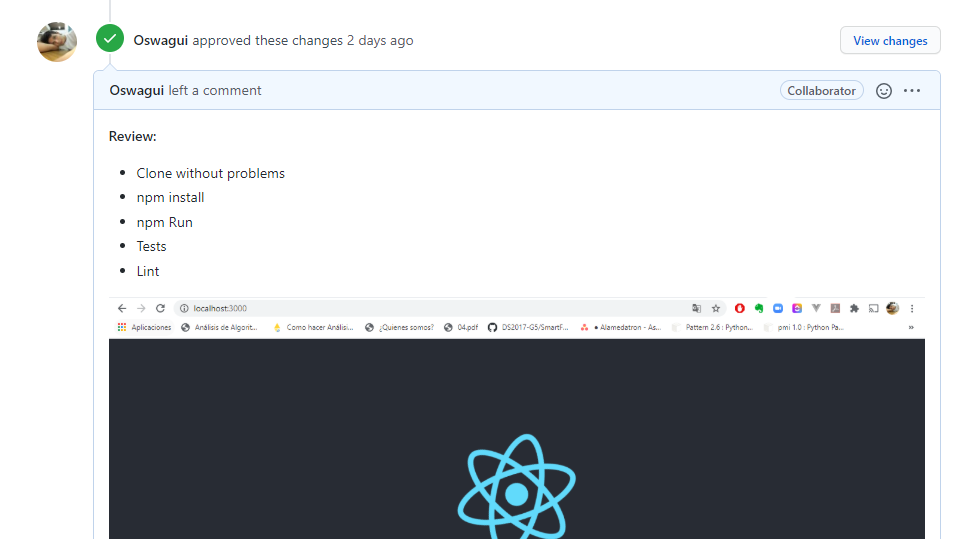 Oswagui approved these changes 2 days ago
View changes
Oswagui left a comment
Collaborator
Review:
Clone without problems
npm install
npm Run
Tests
Lint
localhost:3000
Aplicaciones Análisis de Algorit... Como hacer Análisi... ¿Quienes somos? 04.pdf DS2017-G5/SmartF... ● Alamedatron - As... Pattern 2.6 : Python... pmi 1.0 : Python Pa... »